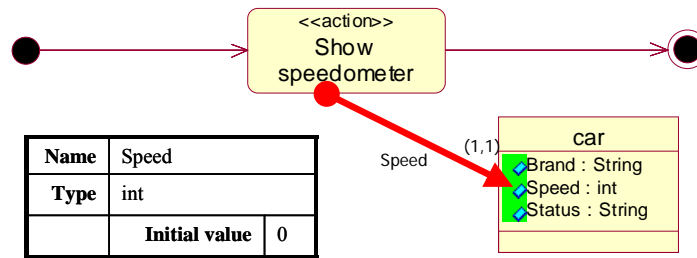 <<action>>
Show
speedometer
Speed
(1,1)
car
Brand : String
Speed : int
Status : String
Name Speed
Type int
Initial value 0